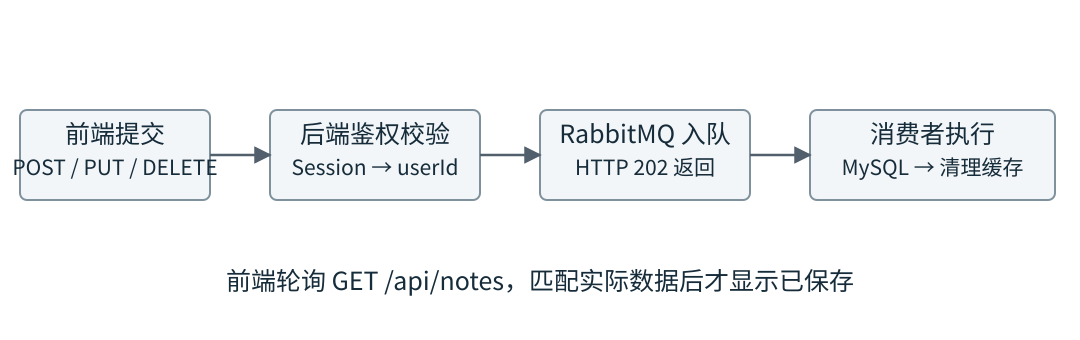 前端提交
POST / PUT / DELETE
后端鉴权校验
Session → userId
RabbitMQ 入队
HTTP 202 返回
消费者执行
MySQL → 清理缓存
前端轮询 GET /api/notes，匹配实际数据后才显示已保存